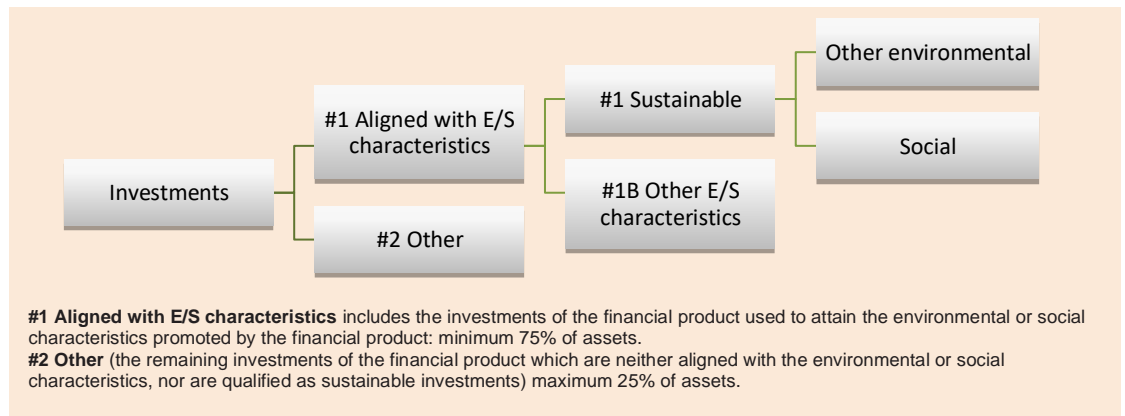 Investments
#1 Aligned with E/S
characteristics
#2 Other
#1 Sustainable
#1B Other E/S
characteristics
Other environmental
Social
#1 Aligned with E/S characteristics includes the investments of the financial product used to attain the environmental or social
characteristics promoted by the financial product: minimum 75% of assets.
#2 Other (the remaining investments of the financial product which are neither aligned with the environmental or social
characteristics, nor are qualified as sustainable investments) maximum 25% of assets.